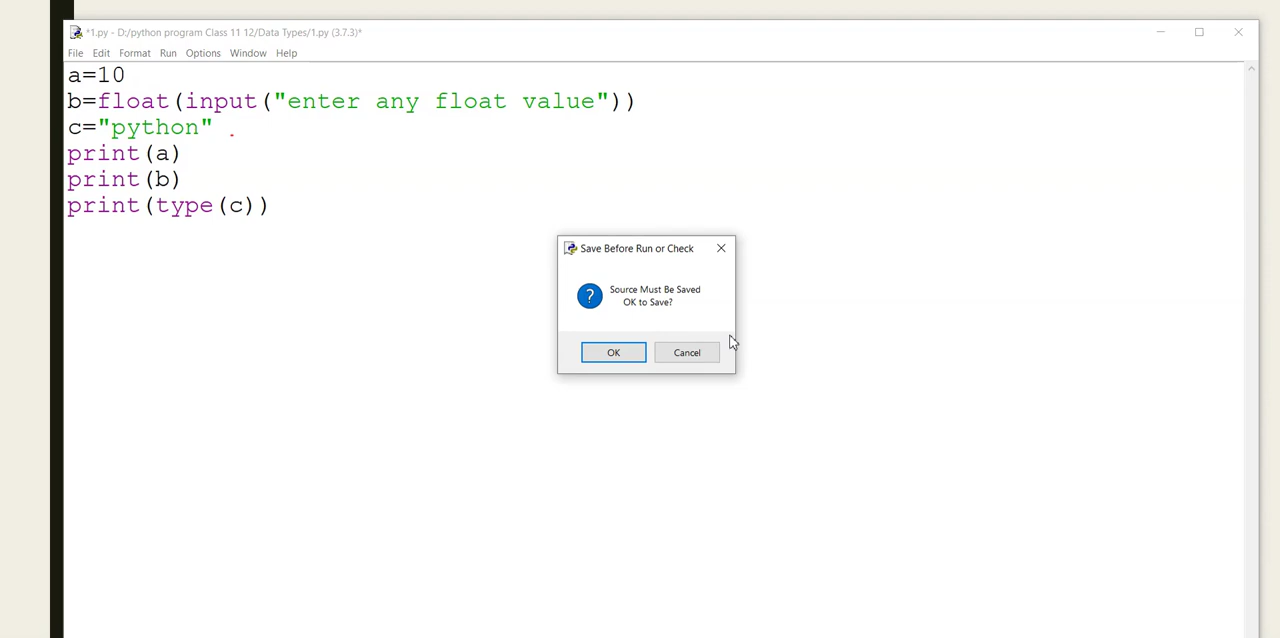 *1.py - D:/python program Class 11 12/Data Types/1.py (3.7.3)*
File Edit Format Run Options Window Help
a=10
b=float(input("enter any float value"))
c="python"
print(a)
print(b)
print(type(c))
Save Before Run or Check
? Source Must Be Saved
OK to Save?
OK Cancel